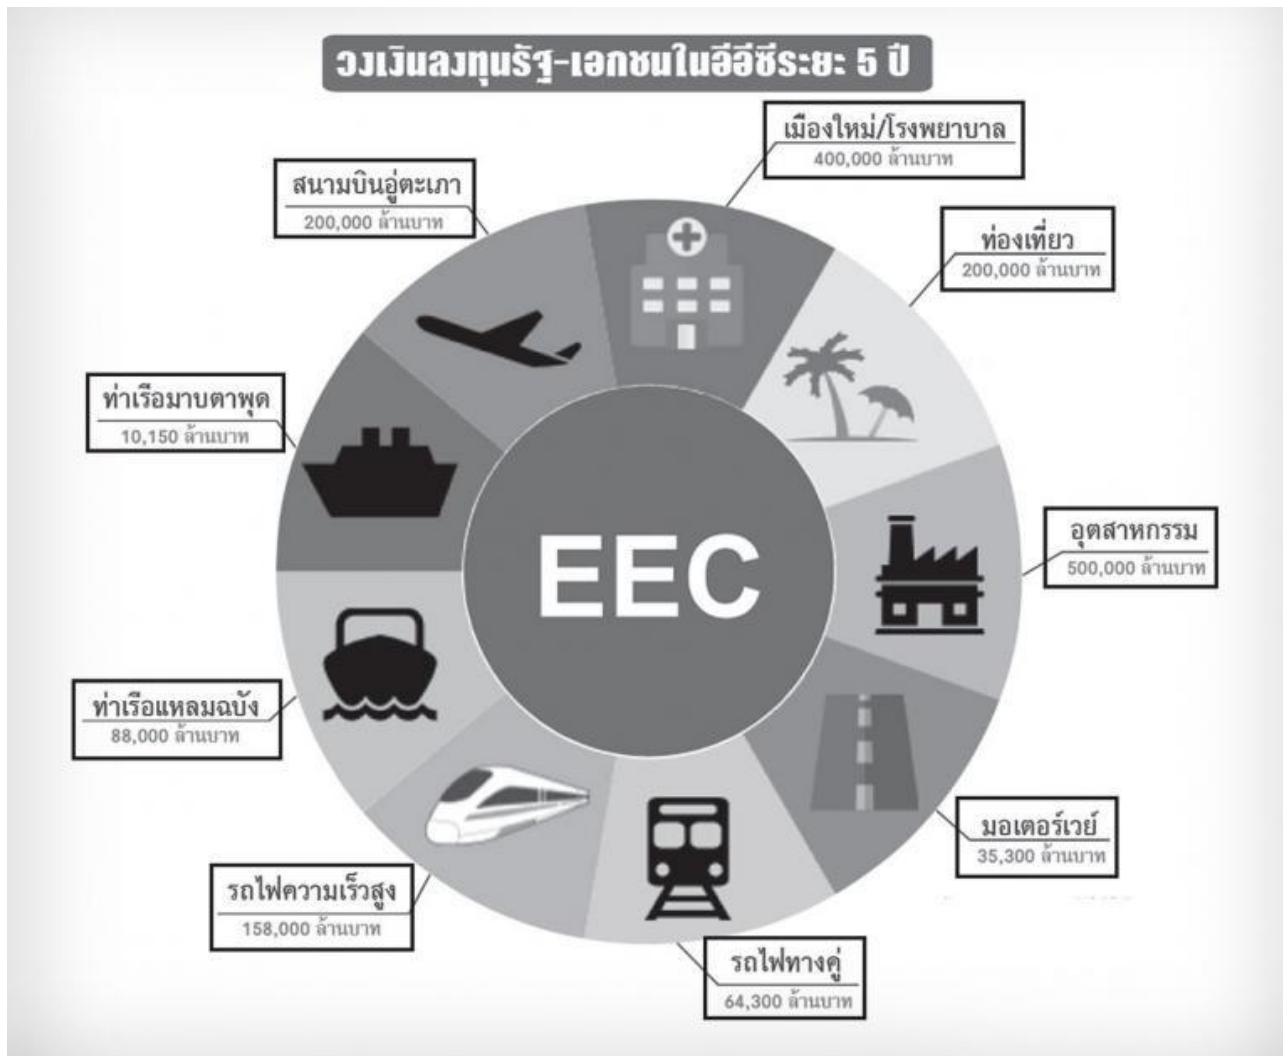 วงเงินลงทุนรัฐ-เอกชนในอีอีซีระยะ 5 ปี
เมืองใหม่/โรงพยาบาล
400,000 ล้านบาท
สนามบินอู่ตะเภา
200,000 ล้านบาท
ท่องเที่ยว
200,000 ล้านบาท
ท่าเรือมาบตาพุด
10,150 ล้านบาท
อุตสาหกรรม
500,000 ล้านบาท
EEC
ท่าเรือแหลมฉบัง
88,000 ล้านบาท
มอเตอร์เวย์
35,300 ล้านบาท
รถไฟความเร็วสูง
158,000 ล้านบาท
รถไฟทางคู่
64,300 ล้านบาท